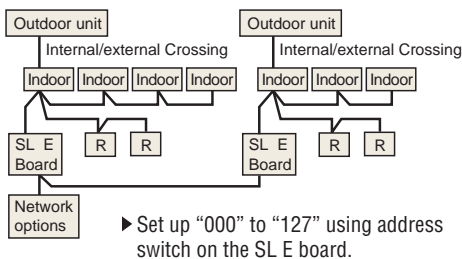 Outdoor unit
Outdoor unit
Internal/external Crossing
Internal/external Crossing
Indoor Indoor Indoor Indoor
Indoor Indoor Indoor
SL E
Board
R R
SL E
Board
R R
Network
options
▶ Set up “000” to “127” using address
switch on the SL E board.